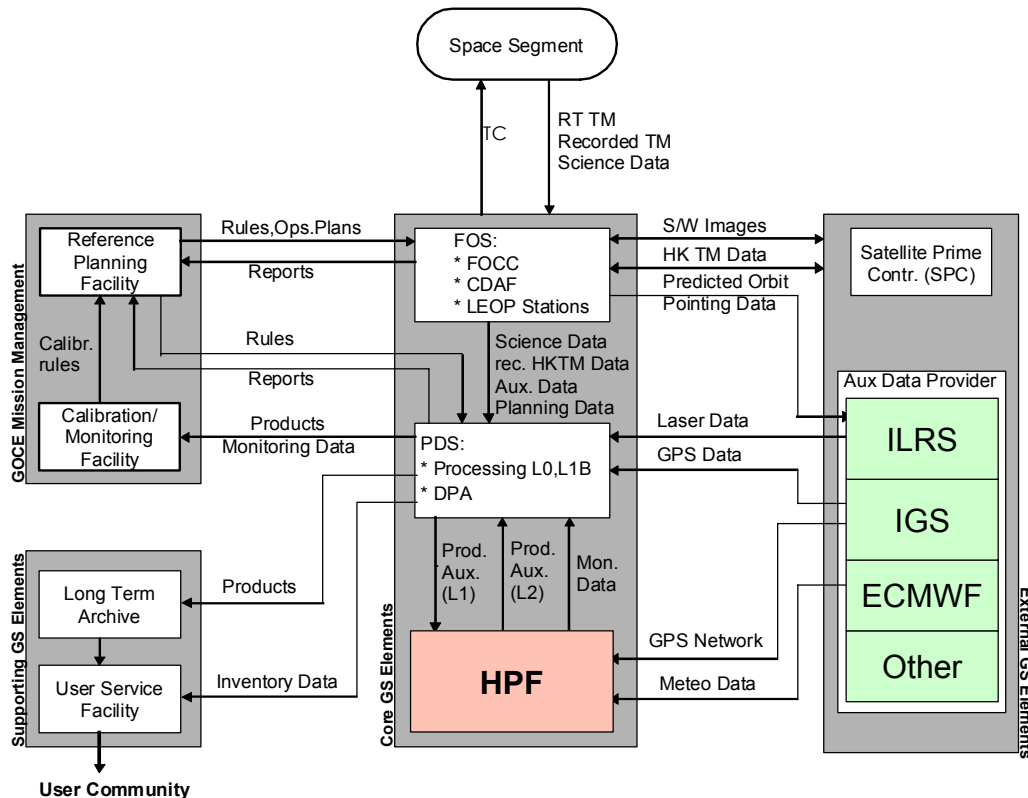 Space Segment
TC
RT TM
Recorded TM
Science Data
GOCE Mission Management
Reference
Planning
Facility
Calibr.
rules
Calibration/
Monitoring
Facility
Rules,Ops.Plans
Reports
Rules
Reports
Products
Monitoring Data
Core GS Elements
FOS:
* FOCC
* CDAF
* LEOP Stations
Science Data
rec. HKTM Data
Aux. Data
Planning Data
PDS:
* Processing L0,L1B
* DPA
Prod.
Aux.
(L1)
Prod.
Aux.
(L2)
Mon.
Data
HPF
S/W Images
HK TM Data
Predicted Orbit
Pointing Data
Laser Data
GPS Data
GPS Network
Meteo Data
External GS Elements
Satellite Prime
Contr. (SPC)
Aux Data Provider
ILRS
IGS
ECMWF
Other
Supporting GS Elements
Long Term
Archive
User Service
Facility
Products
Inventory Data
User Community